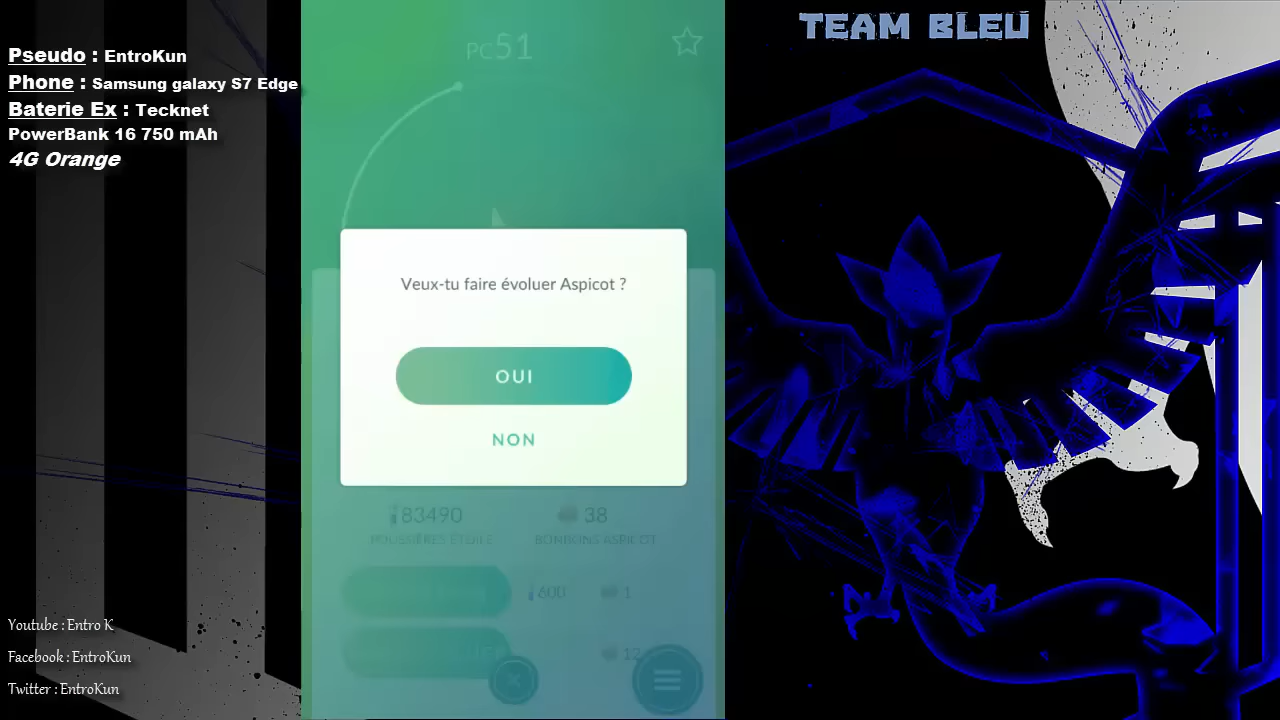 Pseudo : EntroKun
Phone : Samsung galaxy S7 Edge
Baterie Ex : Tecknet
PowerBank 16 750 mAh
4G Orange
Youtube : Entro K
Facebook : EntroKun
Twitter : EntroKun
PC51
Veux-tu faire évoluer Aspicot ?
OUI
NON
83490
38
POUSSIÈRES ÉTOILE
BONBONS ASPICOT
600
1
12
TEAM BLEU